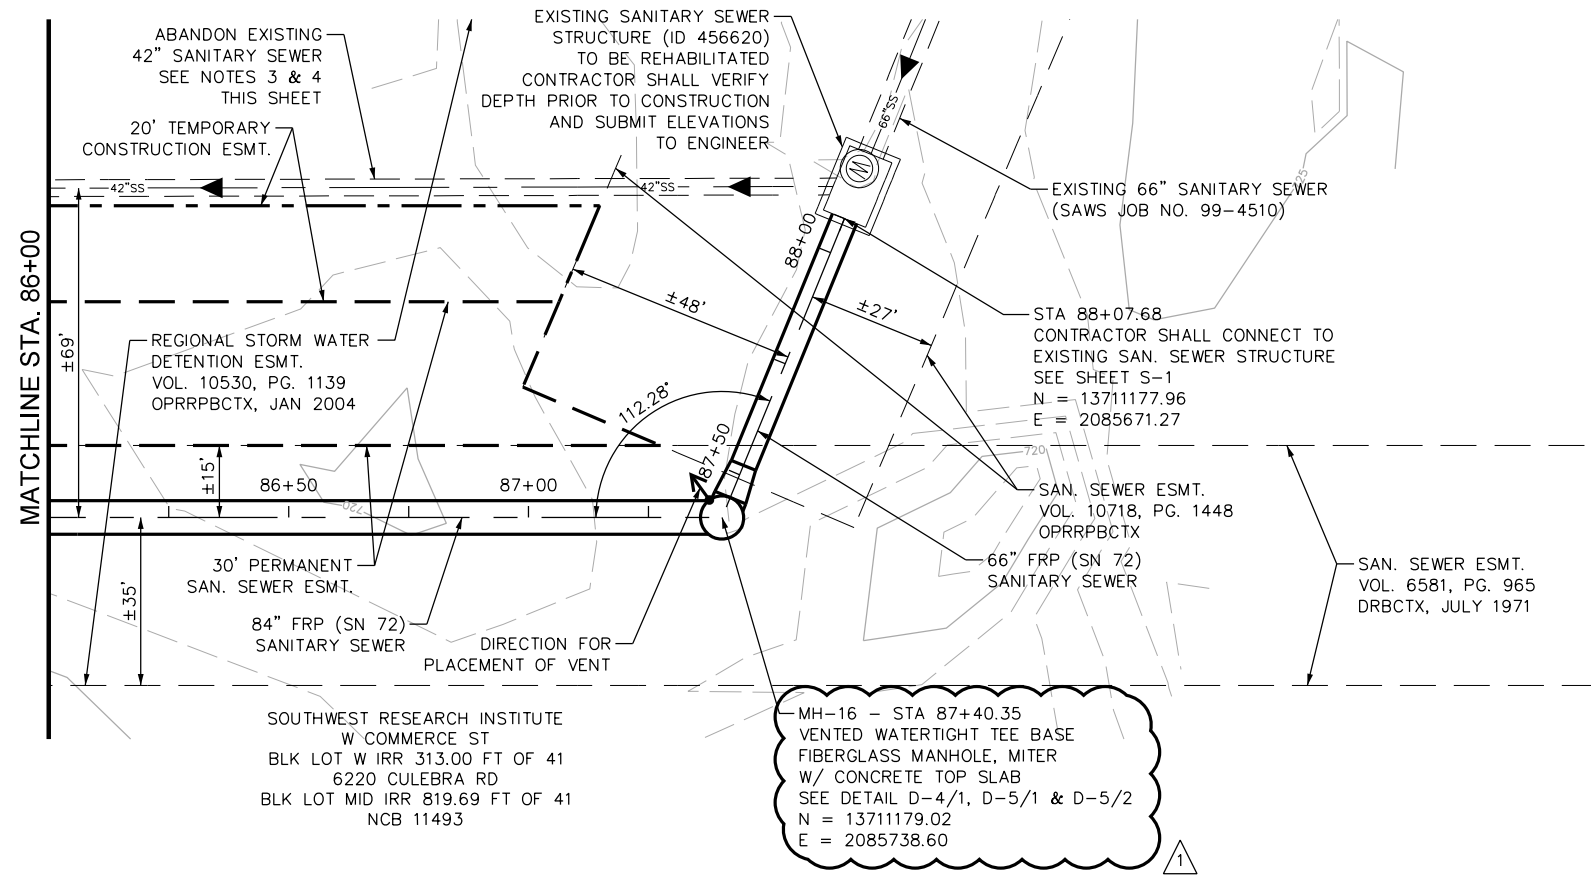 ABANDON EXISTING
42" SANITARY SEWER
SEE NOTES 3 & 4
THIS SHEET
20' TEMPORARY
CONSTRUCTION ESMT.
EXISTING SANITARY SEWER
STRUCTURE (ID 456620)
TO BE REHABILITATED
CONTRACTOR SHALL VERIFY
DEPTH PRIOR TO CONSTRUCTION
AND SUBMIT ELEVATIONS
TO ENGINEER
66"SS
42"SS
42"SS
EXISTING 66" SANITARY SEWER
(SAWS JOB NO. 99-4510)
725
MATCHLINE STA. 86+00
±69'
REGIONAL STORM WATER
DETENTION ESMT.
VOL. 10530, PG. 1139
OPRRPBCTX, JAN 2004
88+00
±48'
±27'
STA 88+07.68
CONTRACTOR SHALL CONNECT TO
EXISTING SAN. SEWER STRUCTURE
SEE SHEET S-1
N = 13711177.96
E = 2085671.27
112.28°
87+50
720
±15'
86+50
87+00
720
SAN. SEWER ESMT.
VOL. 10718, PG. 1448
OPRRPBCTX
66" FRP (SN 72)
SANITARY SEWER
30' PERMANENT
SAN. SEWER ESMT.
±35'
84" FRP (SN 72)
SANITARY SEWER
DIRECTION FOR
PLACEMENT OF VENT
SAN. SEWER ESMT.
VOL. 6581, PG. 965
DRBCTX, JULY 1971
SOUTHWEST RESEARCH INSTITUTE
W COMMERCE ST
BLK LOT W IRR 313.00 FT OF 41
6220 CULEBRA RD
BLK LOT MID IRR 819.69 FT OF 41
NCB 11493
MH-16 - STA 87+40.35
VENTED WATERTIGHT TEE BASE
FIBERGLASS MANHOLE, MITER
W/ CONCRETE TOP SLAB
SEE DETAIL D-4/1, D-5/1 & D-5/2
N = 13711179.02
E = 2085738.60
1